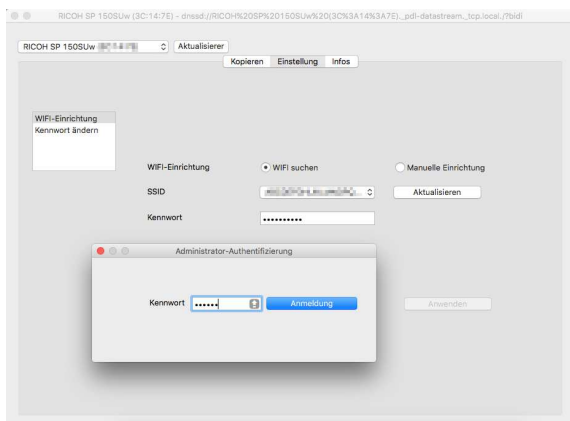 RICOH SP 150SUw (3C:14:7E) - dnssd://RICOH%20SP%20150SUw%20(3C%3A14%3A7E)._pdl-datastream._tcp.local./?bidi
RICOH SP 150SUw
Aktualisierer
Kopieren Einstellung Infos
WIFI-Einrichtung
Kennwort ändern
WIFI-Einrichtung WIFI suchen Manuelle Einrichtung
SSID Aktualisieren
Kennwort ••••••••••
Administrator-Authentifizierung
Kennwort •••••• Anmeldung
Anwenden